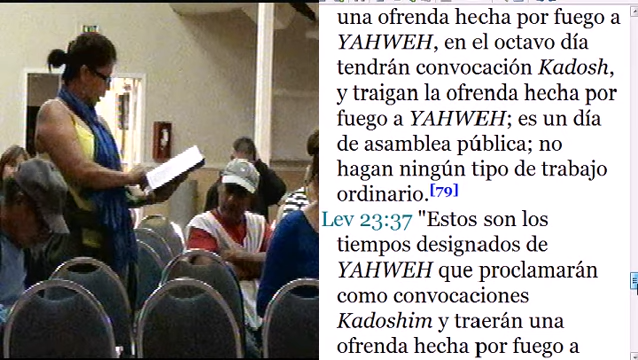 una ofrenda hecha por fuego a
YAHWEH, en el octavo día
tendrán convocación Kadosh,
y traigan la ofrenda hecha por
fuego a YAHWEH; es un día
de asamblea pública; no
hagan ningún tipo de trabajo
ordinario.[79]
Lev 23:37 "Estos son los
tiempos designados de
YAHWEH que proclamarán
como convocaciones
Kadoshim y traerán una
ofrenda hecha por fuego a